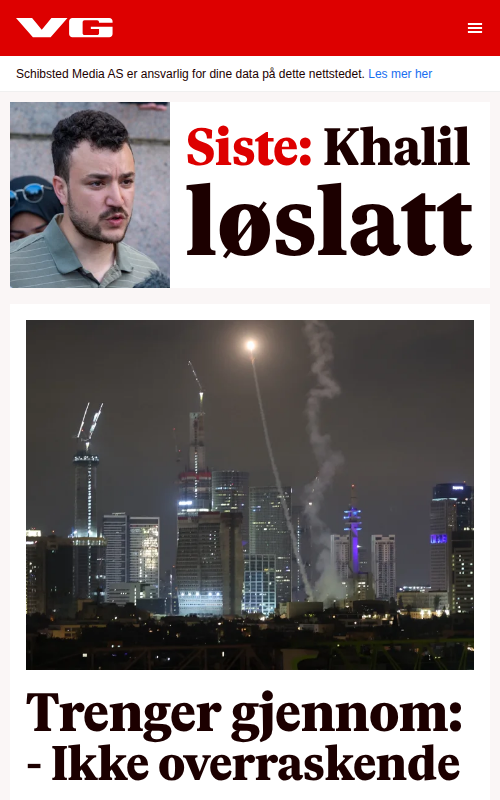 VG
Schibsted Media AS er ansvarlig for dine data på dette nettstedet. Les mer her
Siste: Khalil
løslatt
Trenger gjennom:
- Ikke overraskende